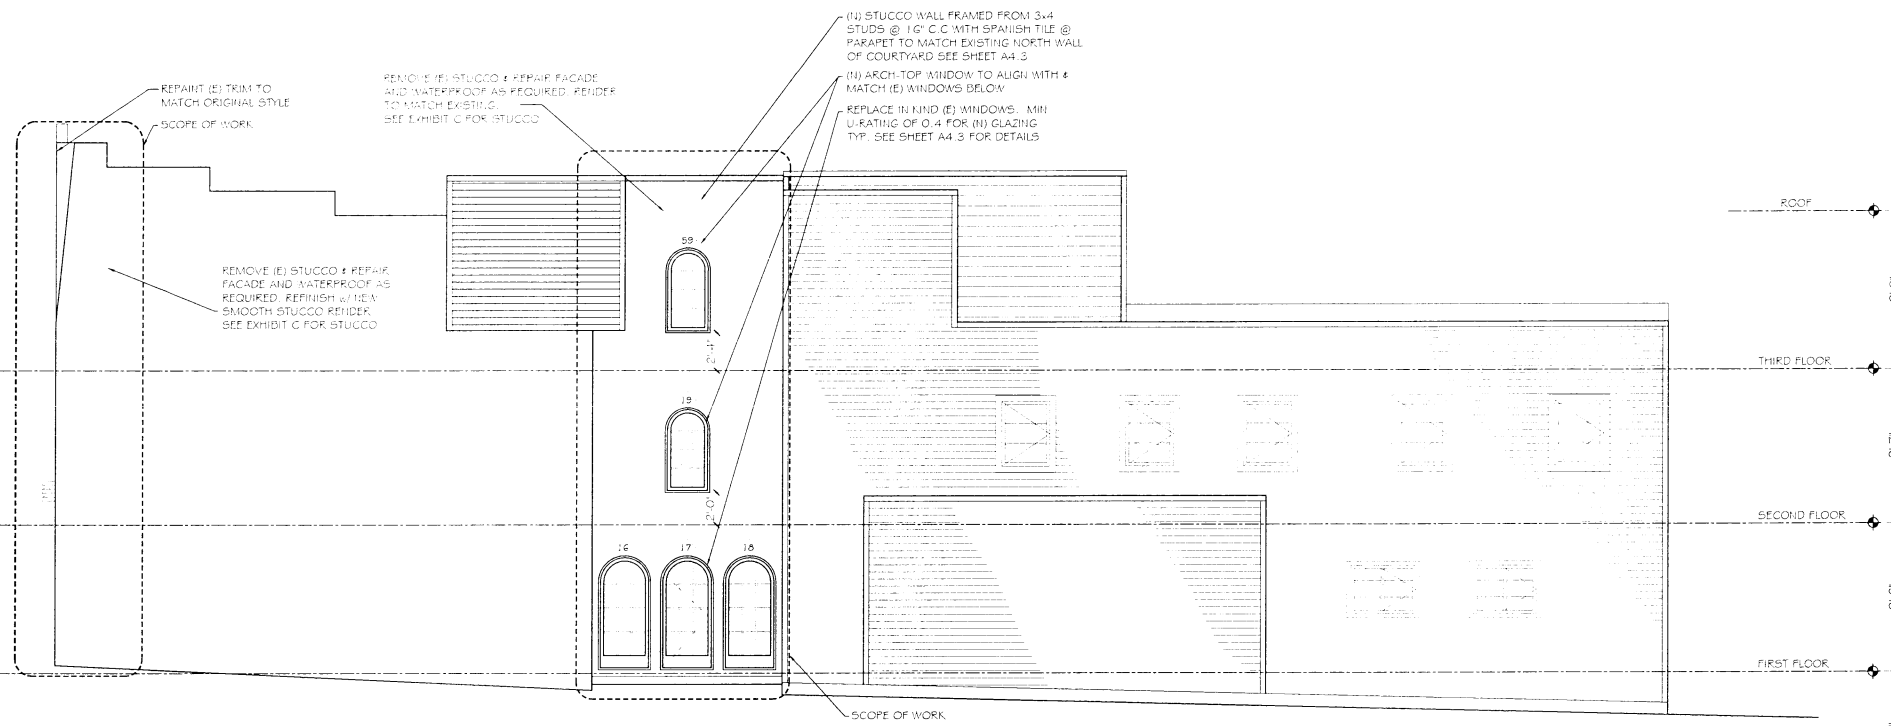 (N) STUCCO WALL FRAMED FROM 3x4
STUDS @ 16" C.C WITH SPANISH TILE @
PARAPET TO MATCH EXISTING NORTH WALL
OF COURTYARD SEE SHEET A4.3
(N) ARCH-TOP WINDOW TO ALIGN WITH &
MATCH (E) WINDOWS BELOW
REPLACE IN KIND (E) WINDOWS. MIN
U-RATING OF 0.4 FOR (N) GLAZING
TYP. SEE SHEET A4.3 FOR DETAILS
REMOVE (E) STUCCO & REPAIR FACADE
AND WATERPROOF AS REQUIRED. RENDER
TO MATCH EXISTING.
SEE EXHIBIT C FOR STUCCO
REPAINT (E) TRIM TO
MATCH ORIGINAL STYLE
SCOPE OF WORK
REMOVE (E) STUCCO & REPAIR
FACADE AND WATERPROOF AS
REQUIRED. REFINISH w/ NEW
SMOOTH STUCCO RENDER
SEE EXHIBIT C FOR STUCCO
ROOF
59
2'-4"
THIRD FLOOR
19
2'-0"
SECOND FLOOR
16 17 18
FIRST FLOOR
SCOPE OF WORK